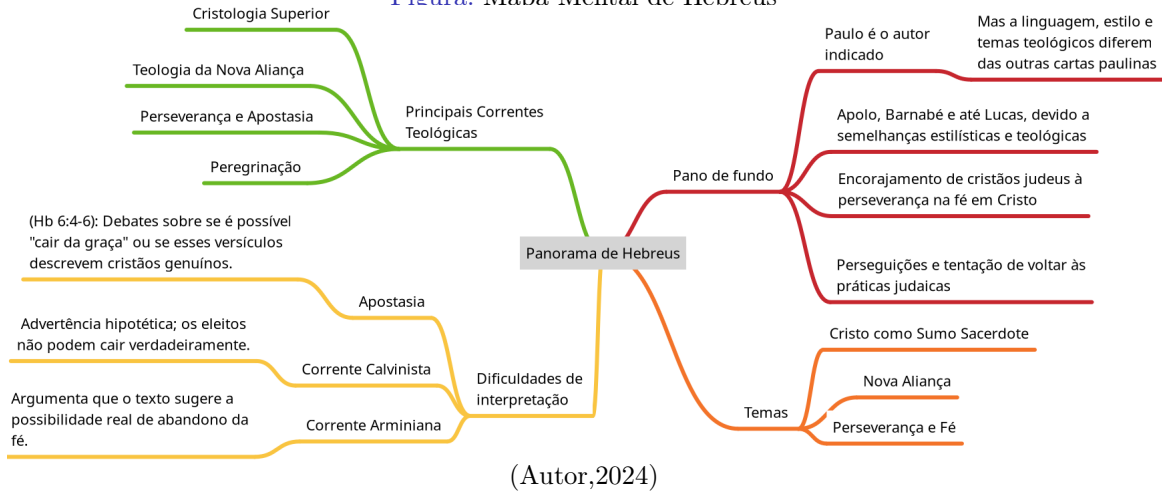 Figura: Mapa Mental de Hebreus
Cristologia Superior
Teologia da Nova Aliança
Perseverança e Apostasia
Peregrinação
Principais Correntes
Teológicas
(Hb 6:4-6): Debates sobre se é possível
"cair da graça" ou se esses versículos
descrevem cristãos genuínos.
Apostasia
Advertência hipotética; os eleitos
não podem cair verdadeiramente.
Corrente Calvinista
Argumenta que o texto sugere a
possibilidade real de abandono da
fé.
Corrente Arminiana
Dificuldades de
interpretação
Panorama de Hebreus
Pano de fundo
Paulo é o autor
indicado
Mas a linguagem, estilo e
temas teológicos diferem
das outras cartas paulinas
Apolo, Barnabé e até Lucas, devido a
semelhanças estilísticas e teológicas
Encorajamento de cristãos judeus à
perseverança na fé em Cristo
Perseguições e tentação de voltar às
práticas judaicas
Temas
Cristo como Sumo Sacerdote
Nova Aliança
Perseverança e Fé
(Autor,2024)